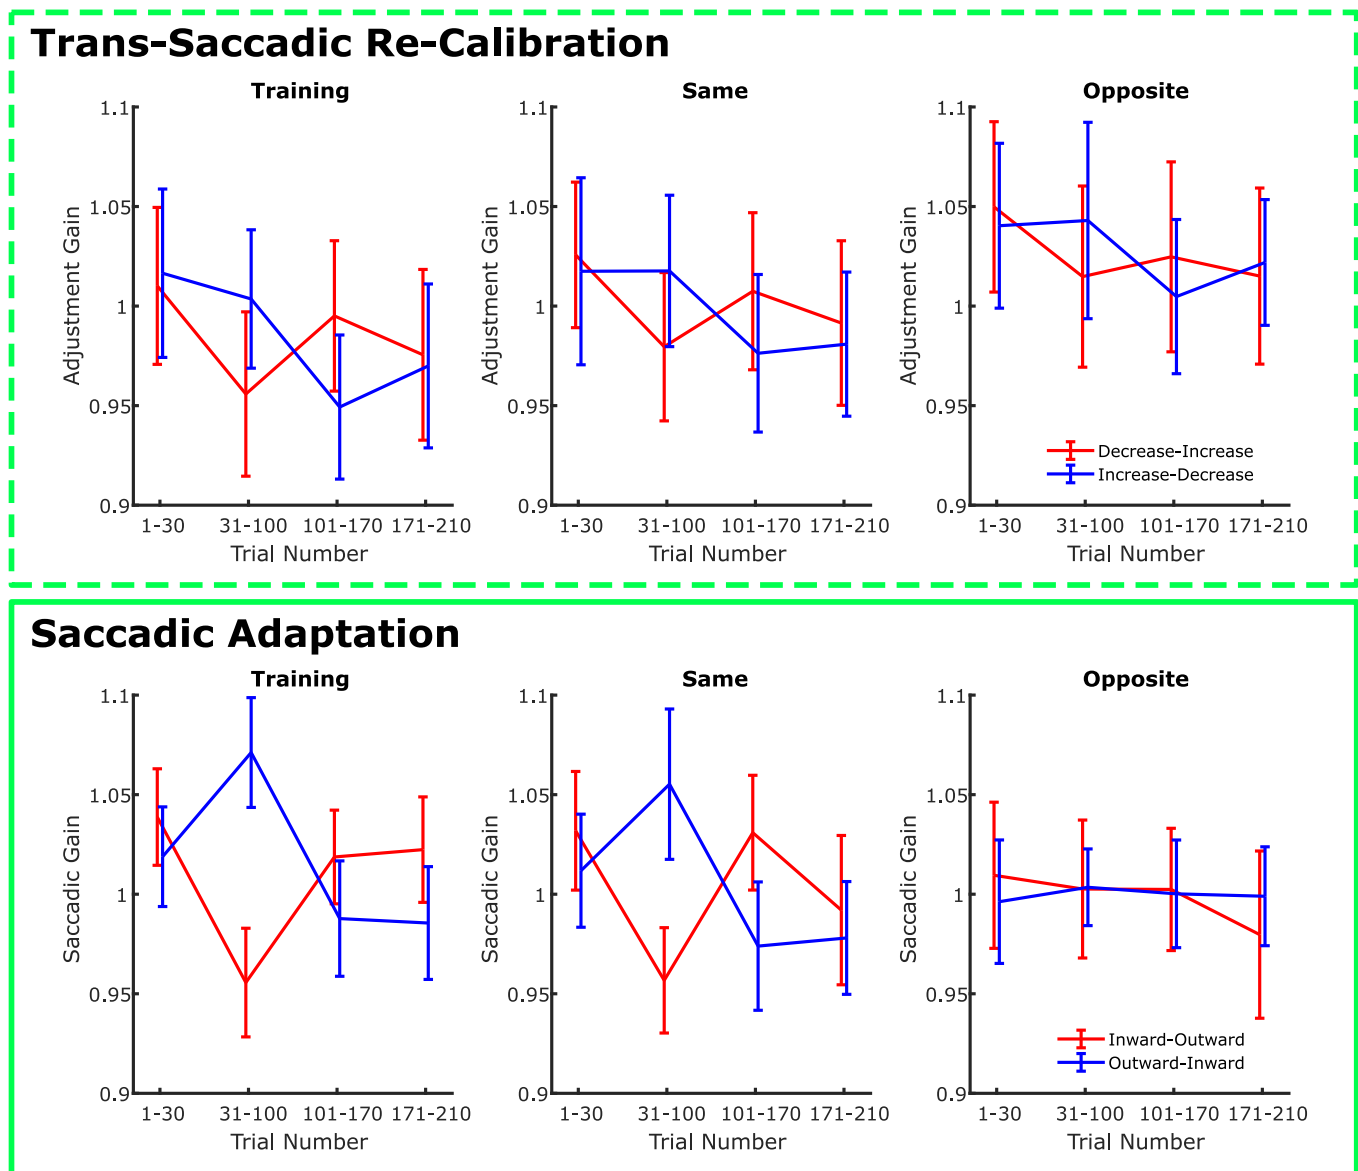 Trans-Saccadic Re-Calibration
Training
1.1
1.05
1
0.95
0.9
Adjustment Gain
1-30 31-100 101-170 171-210
Trial Number
Same
1.1
1.05
1
0.95
0.9
Adjustment Gain
1-30 31-100 101-170 171-210
Trial Number
Opposite
1.1
1.05
1
0.95
0.9
Adjustment Gain
Decrease-Increase
Increase-Decrease
1-30 31-100 101-170 171-210
Trial Number
Saccadic Adaptation
Training
1.1
1.05
1
0.95
0.9
Saccadic Gain
1-30 31-100 101-170 171-210
Trial Number
Same
1.1
1.05
1
0.95
0.9
Saccadic Gain
1-30 31-100 101-170 171-210
Trial Number
Opposite
1.1
1.05
1
0.95
0.9
Saccadic Gain
Inward-Outward
Outward-Inward
1-30 31-100 101-170 171-210
Trial Number